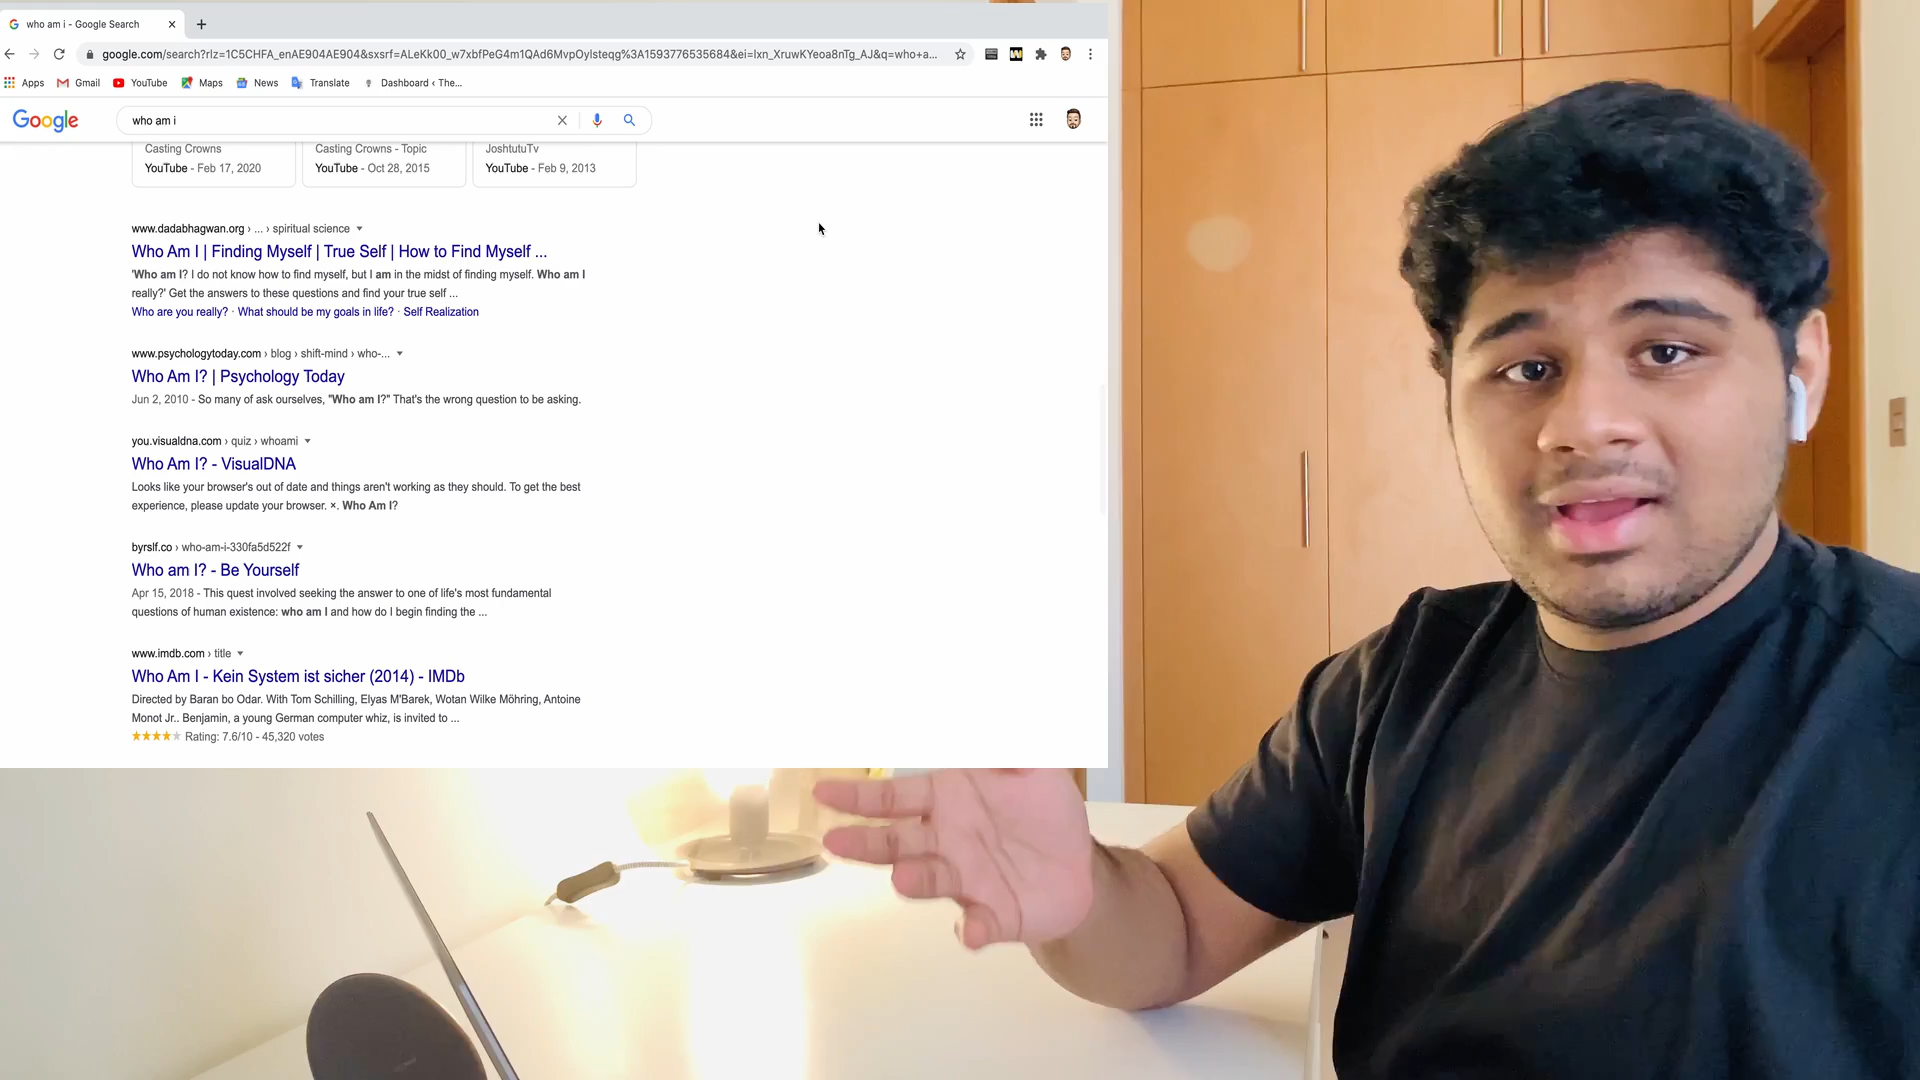 who am i - Google Search
google.com/search?rlz=1C5CHFA_enAE904AE904&sxsrf=ALeKk00_w7xbfPeG4m1QAd6MvpOylsteqg%3A1593776535684&ei=lxn_XruwKYeoa8nTg_AJ&q=who+a...
Apps Gmail YouTube Maps News Translate Dashboard ‹ The...
Google who am i
Casting Crowns Casting Crowns - Topic JoshtutuTv
YouTube - Feb 17, 2020 YouTube - Oct 28, 2015 YouTube - Feb 9, 2013
www.dadabhagwan.org › ... › spiritual science
Who Am I | Finding Myself | True Self | How to Find Myself ...
'Who am I? I do not know how to find myself, but I am in the midst of finding myself. Who am I
really?' Get the answers to these questions and find your true self ...
Who are you really? · What should be my goals in life? · Self Realization
www.psychologytoday.com › blog › shift-mind › who-...
Who Am I? | Psychology Today
Jun 2, 2010 - So many of ask ourselves, "Who am I?" That's the wrong question to be asking.
you.visualdna.com › quiz › whoami
Who Am I? - VisualDNA
Looks like your browser's out of date and things aren't working as they should. To get the best
experience, please update your browser. ×. Who Am I?
byrslf.co › who-am-i-330fa5d522f
Who am I? - Be Yourself
Apr 15, 2018 - This quest involved seeking the answer to one of life's most fundamental
questions of human existence: who am I and how do I begin finding the ...
www.imdb.com › title
Who Am I - Kein System ist sicher (2014) - IMDb
Directed by Baran bo Odar. With Tom Schilling, Elyas M'Barek, Wotan Wilke Möhring, Antoine
Monot Jr.. Benjamin, a young German computer whiz, is invited to ...
Rating: 7.6/10 - 45,320 votes